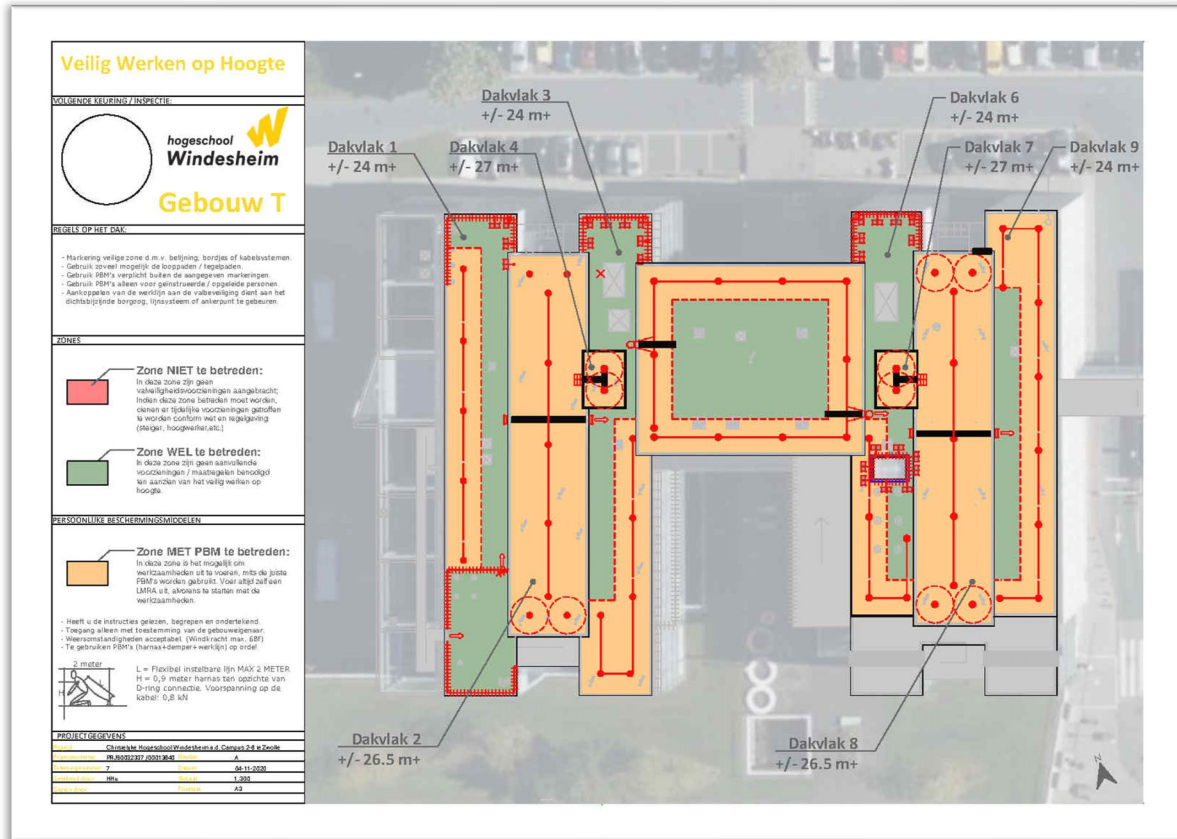 Veilig Werken op Hoogte
VOLGENDE KEURING / INSPECTIE:
hogeschool
Windesheim
Gebouw T
REGELS OP HET DAK:
- Markering veilige zone d.m.v. belijning, bordjes of kabelsystemen.
- Gebruik zoveel mogelijk de looppaden / tegelpaden.
- Gebruik PBM's verplicht buiten de aangegeven markeringen.
- Gebruik PBM's alleen voor geïnstrueerde / opgeleide personen.
- Aankoppelen van de werklijn aan de valbeveiliging dient aan het
dichtsbijzijnde borgoog, lijnsysteem of ankerpunt te gebeuren.
ZONES
Zone NIET te betreden:
In deze zone zijn geen
valveiligheidsvoorzieningen aangebracht;
Indien deze zone betreden moet worden,
dienen er tijdelijke voorzieningen getroffen
te worden conform wet en regelgeving
(steiger, hoogwerker,etc.)
Zone WEL te betreden:
In deze zone zijn geen aanvullende
voorzieningen / maatregelen benodigd
ten aanzien van het veilig werken op
hoogte.
PERSOONLIJKE BESCHERMINGSMIDDELEN
Zone MET PBM te betreden:
In deze zone is het mogelijk om
werkzaamheden uit te voeren, mits de juiste
PBM's worden gebruikt. Voer altijd zelf een
LMRA uit, alvorens te starten met de
werkzaamheden.
- Heeft u de instructies gelezen, begrepen en ondertekend.
- Toegang alleen met toestemming van de gebouweigenaar.
- Weersomstandigheden acceptabel. (Windkracht max. 6Bf)
- Te gebruiken PBM's (harnas+demper+werklijn) op orde!
2 meter
H
L
L = Flexibel instelbare lijn MAX 2 METER
H = 0,9 meter harnas ten opzichte van
D-ring connectie. Voorspanning op de
kabel: 0,8 kN
PROJECTGEGEVENS
Christelijke Hogeschool Windesheim a.d. Campus 2-6 te Zwolle
A
7
04-11-2020
HHu
1:300
A3
Dakvlak 1
+/- 24 m+
Dakvlak 3
+/- 24 m+
Dakvlak 4
+/- 27 m+
Dakvlak 6
+/- 24 m+
Dakvlak 7
+/- 27 m+
Dakvlak 9
+/- 24 m+
Dakvlak 2
+/- 26.5 m+
Dakvlak 8
+/- 26.5 m+
N